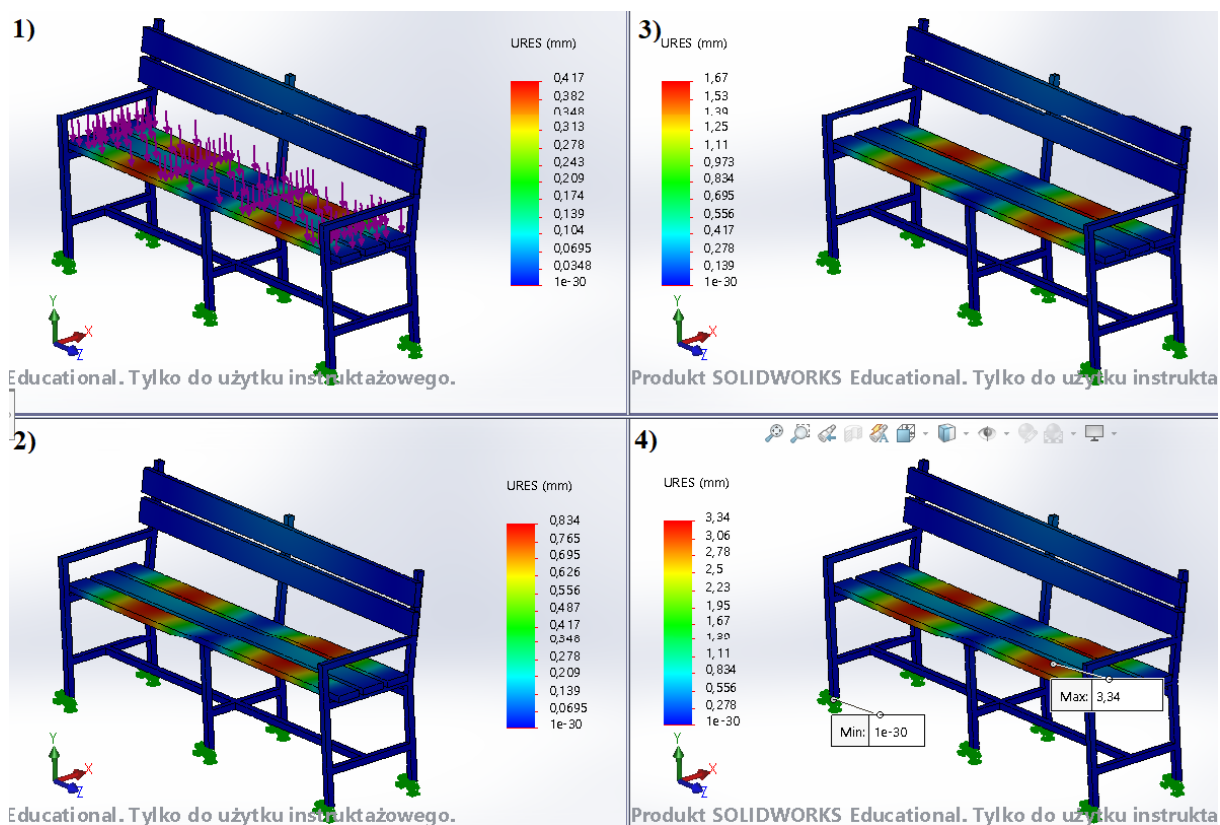 1)
URES (mm)
0,417
0,382
0,348
0,313
0,278
0,243
0,209
0,174
0,139
0,104
0,0695
0,0348
1e-30
Y
X
Z
Educational. Tylko do użytku instruktażowego.
3)
URES (mm)
1,67
1,53
1,39
1,25
1,11
0,973
0,834
0,695
0,556
0,417
0,278
0,139
1e-30
Y
X
Z
Produkt SOLIDWORKS Educational. Tylko do użytku instrukta
2)
URES (mm)
0,834
0,765
0,695
0,626
0,556
0,487
0,417
0,348
0,278
0,209
0,139
0,0695
1e-30
Y
X
Z
Educational. Tylko do użytku instruktażowego.
4)
URES (mm)
3,34
3,06
2,78
2,5
2,23
1,95
1,67
1,39
1,11
0,834
0,556
0,278
1e-30
Max: 3,34
Min: 1e-30
Y
X
Z
Produkt SOLIDWORKS Educational. Tylko do użytku instrukta